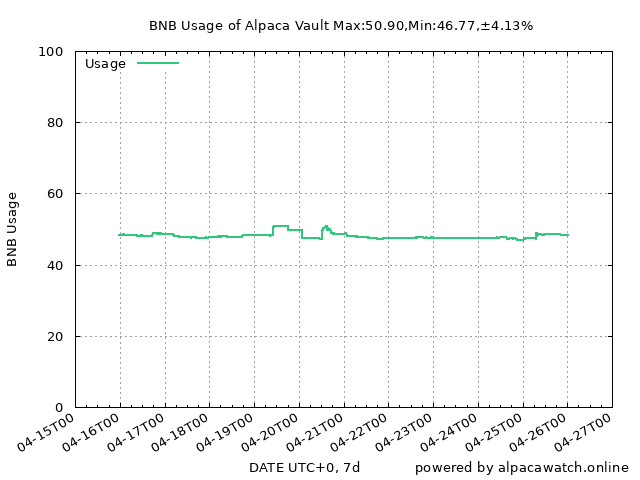 BNB Usage of Alpaca Vault Max:50.90,Min:46.77,±4.13%
Usage
BNB Usage
100
80
60
40
20
0
04-15T00
04-16T00
04-17T00
04-18T00
04-19T00
04-20T00
04-21T00
04-22T00
04-23T00
04-24T00
04-25T00
04-26T00
04-27T00
DATE UTC+0, 7d
powered by alpacawatch.online